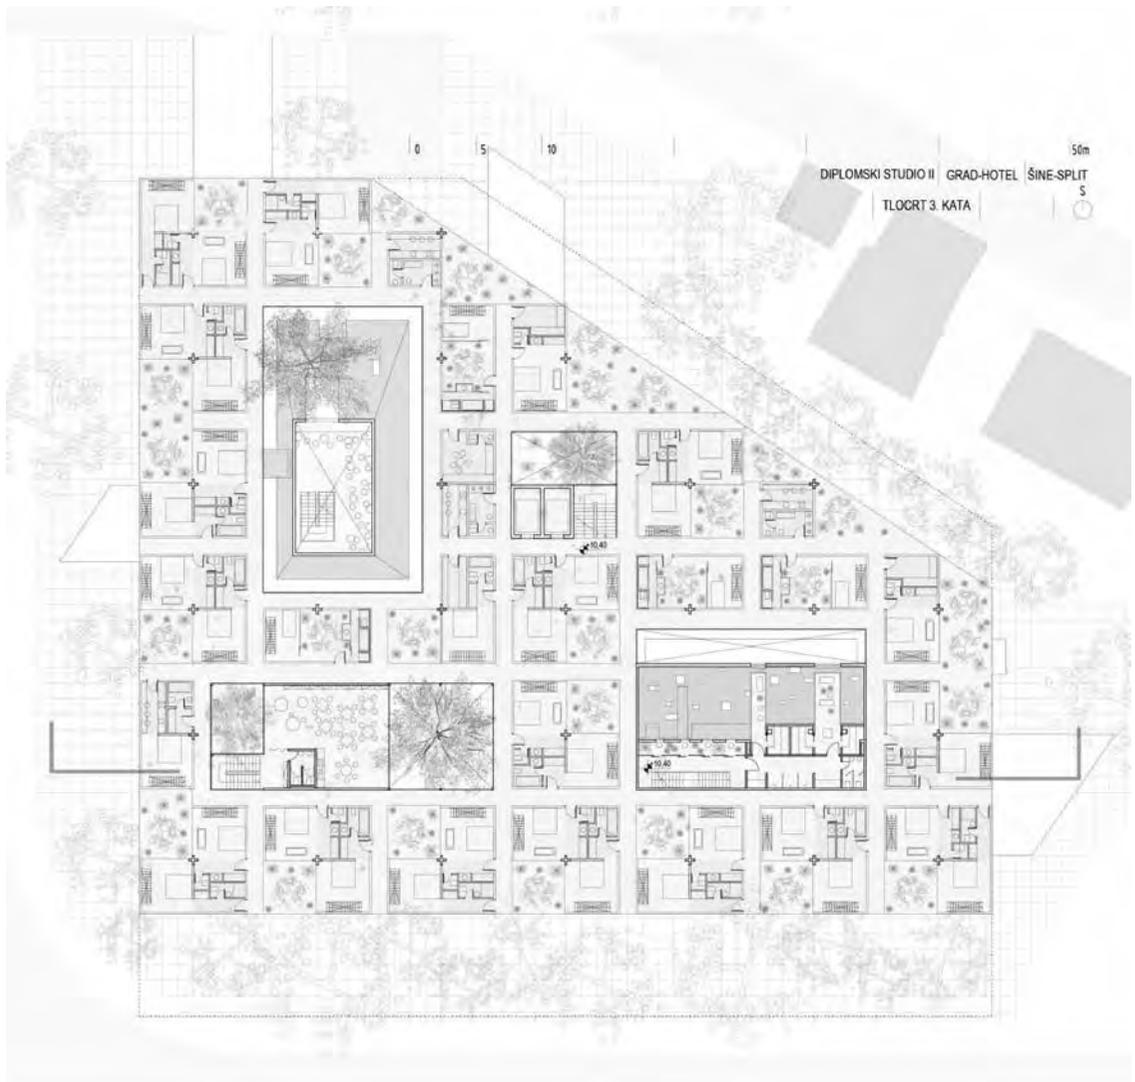 0 5 10 50m
DIPLOMSKI STUDIO II GRAD-HOTEL ŠINE-SPLIT
S
TLOCRT 3. KATA
10,40
10,40